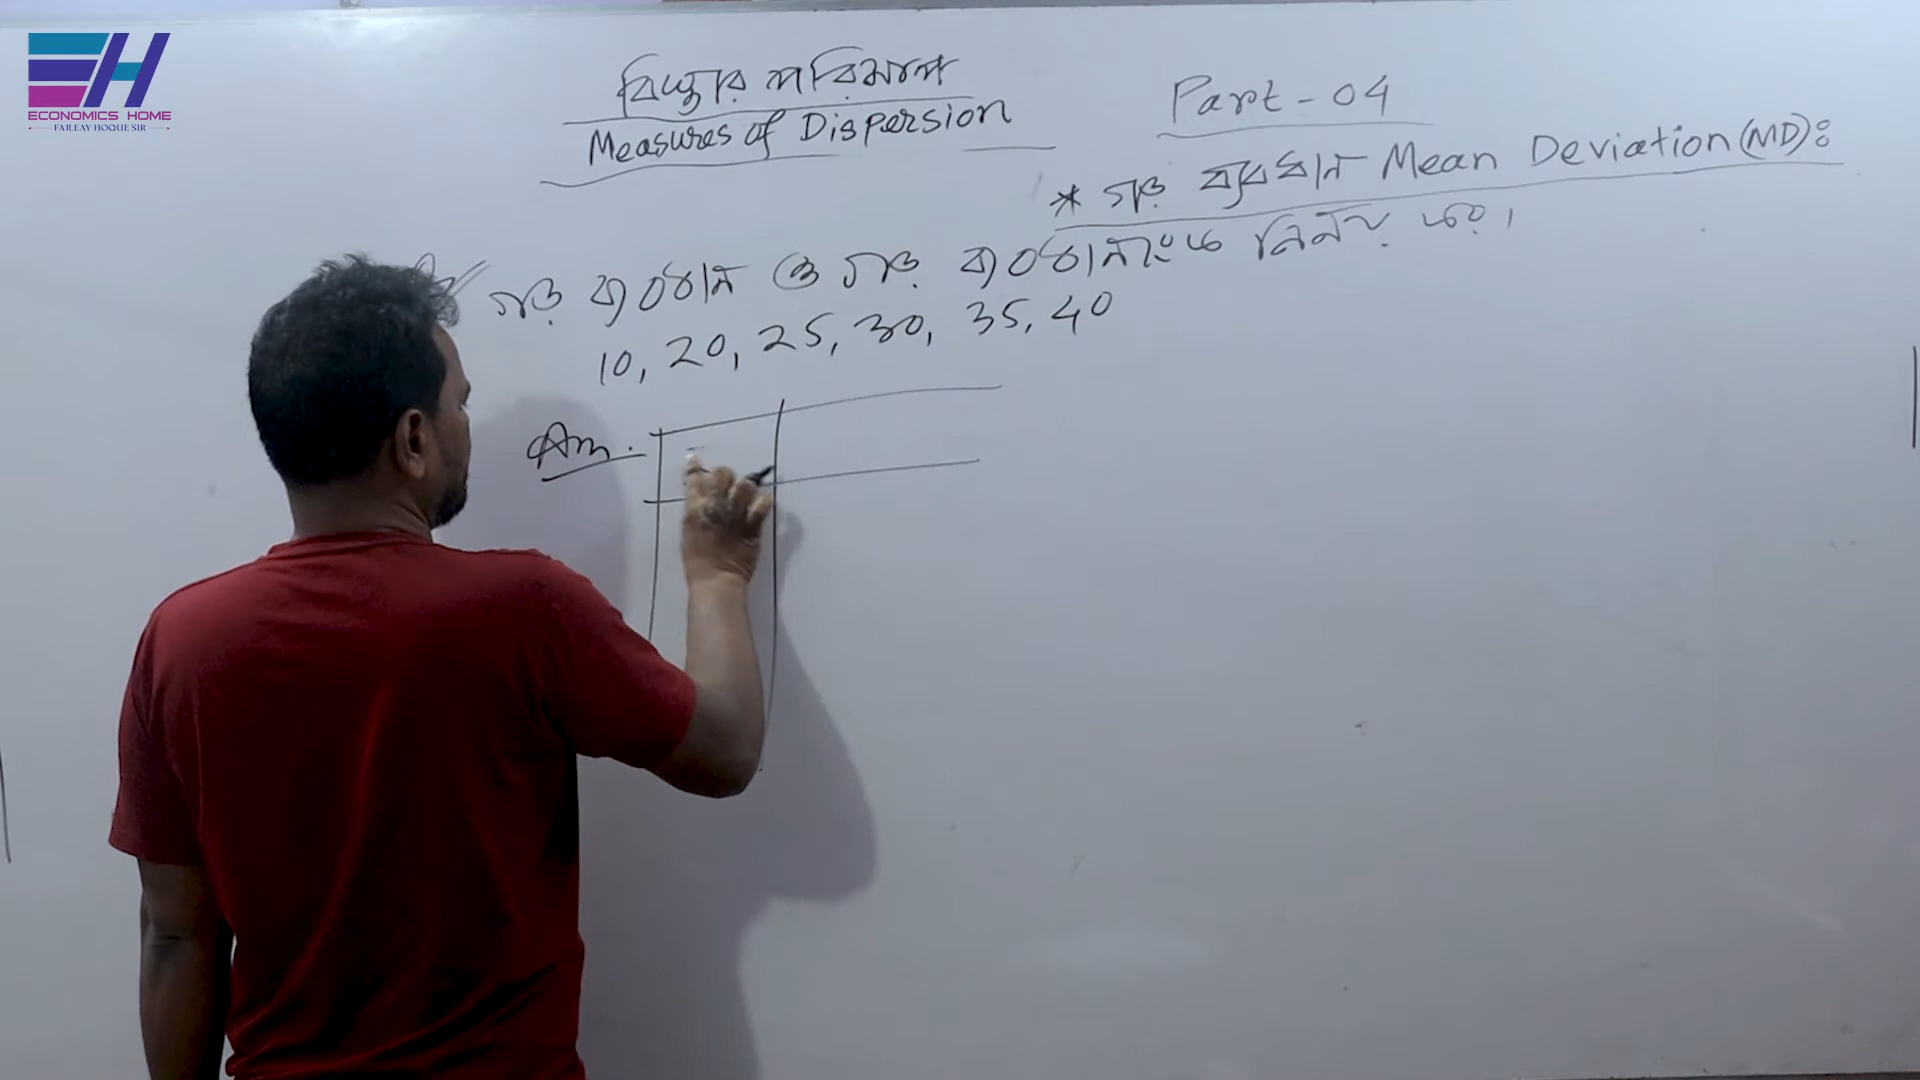 ECONOMICS HOME
FAILEAY HOQUE SIR
বিস্তার পরিমাপ
Measures of Dispersion
Part-04
* গড় ব্যবধান Mean Deviation (MD):
গড় ব্যবধান ও গড় ব্যবধানাংক নির্ণয় কর।
10, 20, 25, 30, 35, 40
Ans.